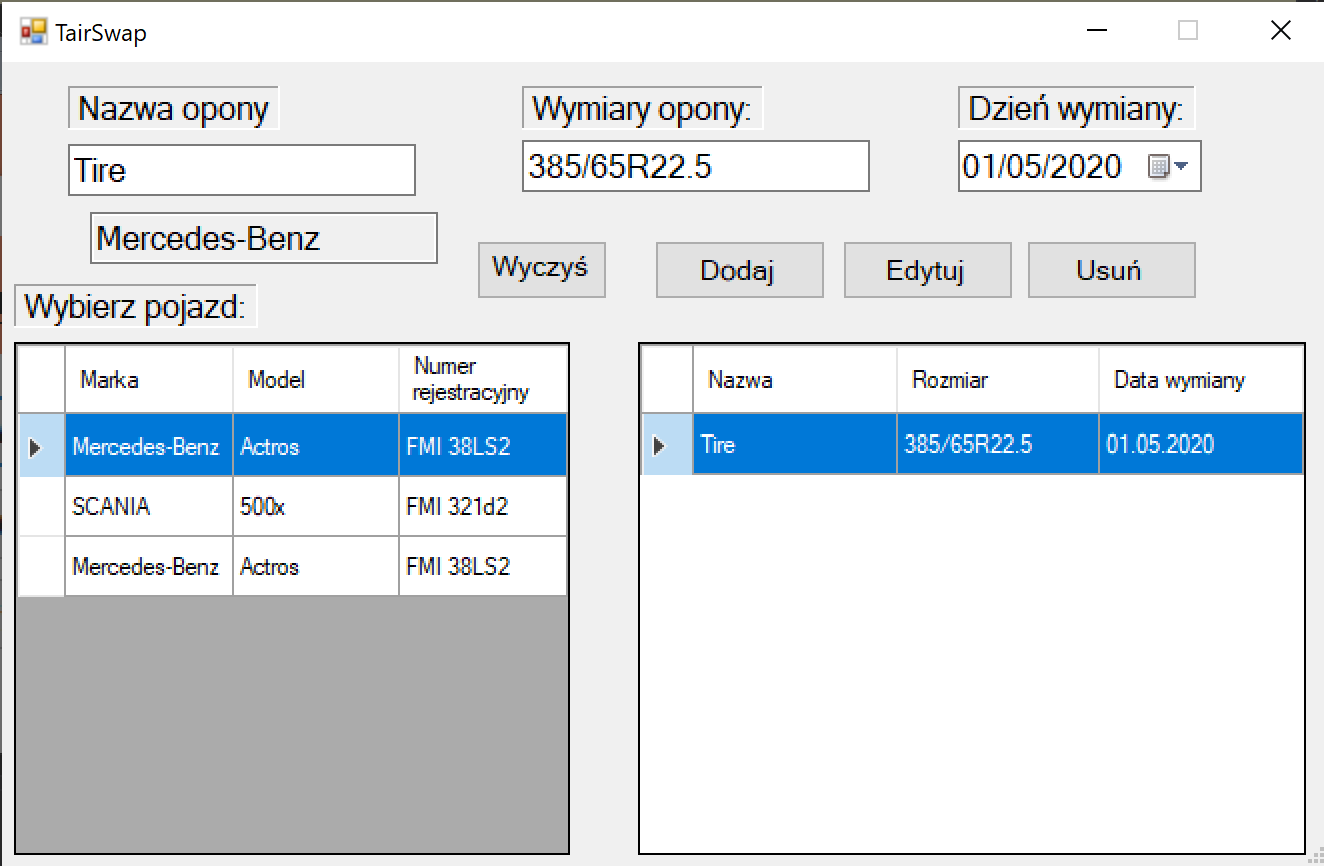 TairSwap
Nazwa opony
Wymiary opony:
Dzień wymiany:
Tire
385/65R22.5
01/05/2020
Mercedes-Benz
Wyczyś
Dodaj
Edytuj
Usuń
Wybierz pojazd:
Marka
Model
Numer
rejestracyjny
Mercedes-Benz
Actros
FMI 38LS2
SCANIA
500x
FMI 321d2
Mercedes-Benz
Actros
FMI 38LS2
Nazwa
Rozmiar
Data wymiany
Tire
385/65R22.5
01.05.2020